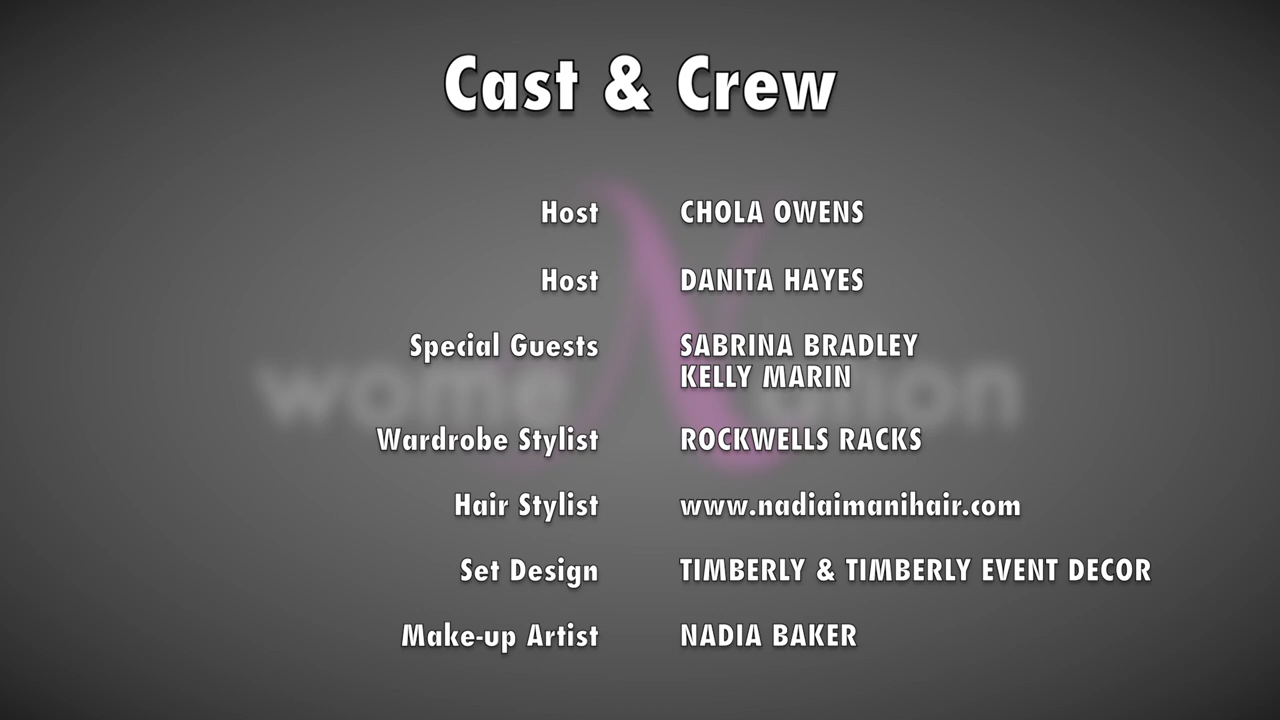 Cast & Crew
Host CHOLA OWENS
Host DANITA HAYES
Special Guests SABRINA BRADLEY
KELLY MARIN
womeNation
Wardrobe Stylist ROCKWELLS RACKS
Hair Stylist www.nadiaimanihair.com
Set Design TIMBERLY & TIMBERLY EVENT DECOR
Make-up Artist NADIA BAKER